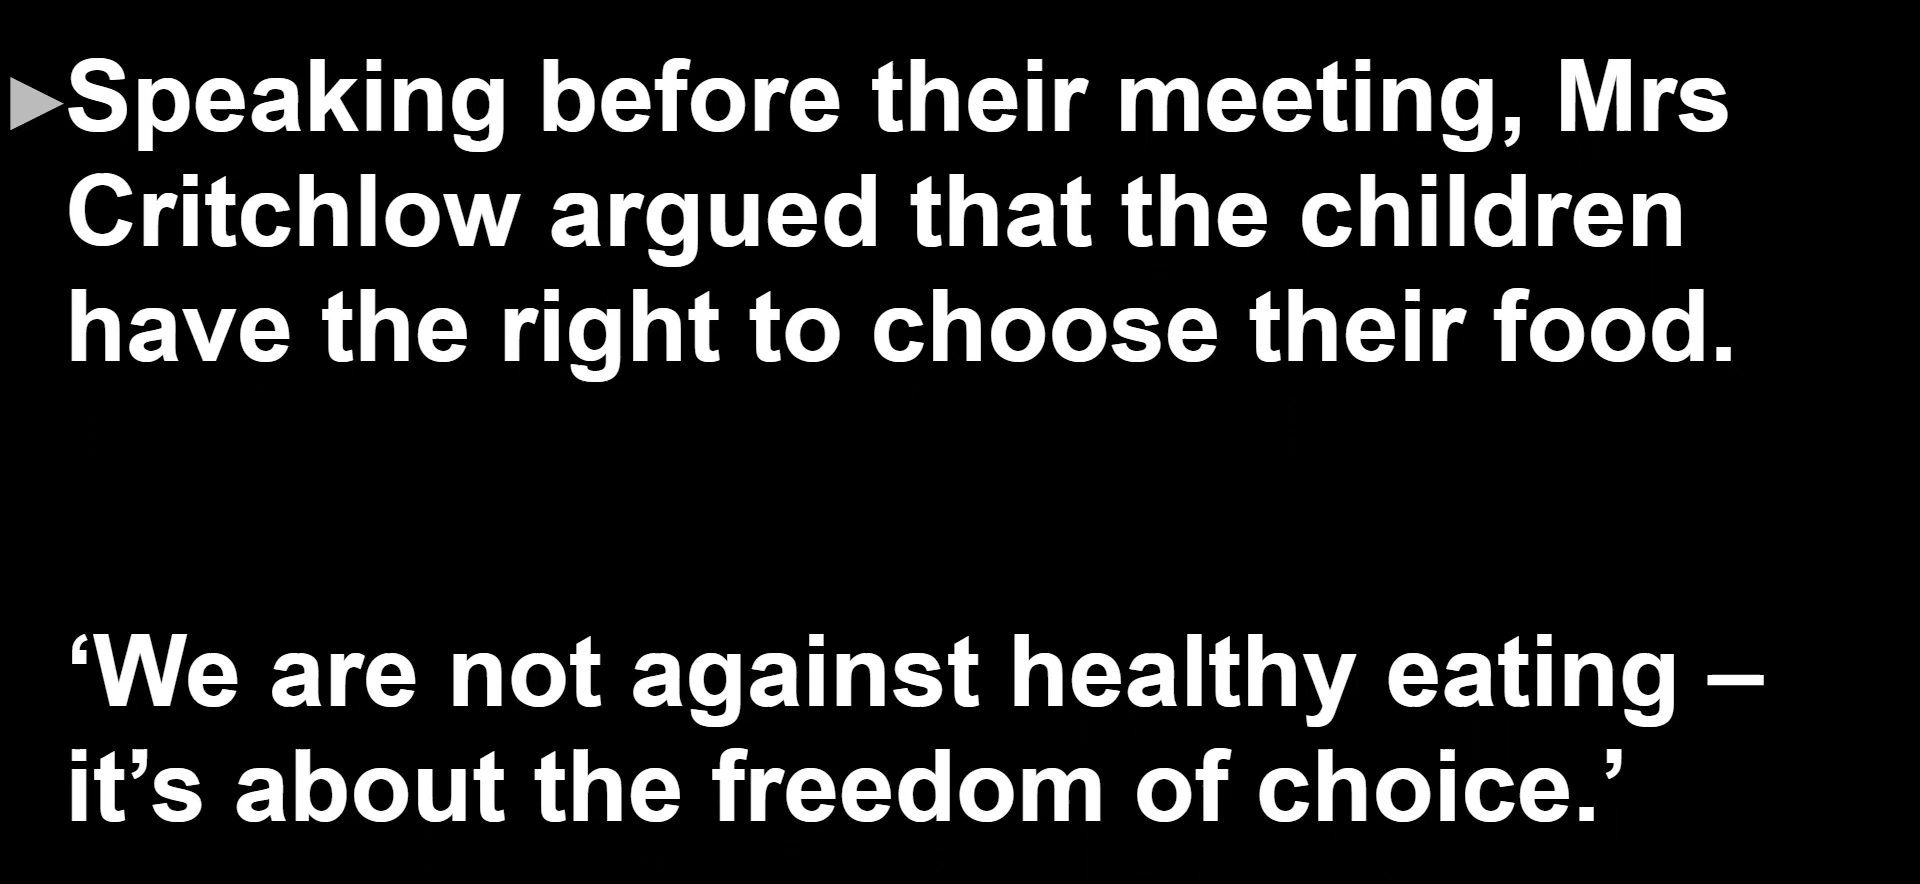 Speaking before their meeting, Mrs
Critchlow argued that the children
have the right to choose their food.
‘We are not against healthy eating –
it’s about the freedom of choice.’